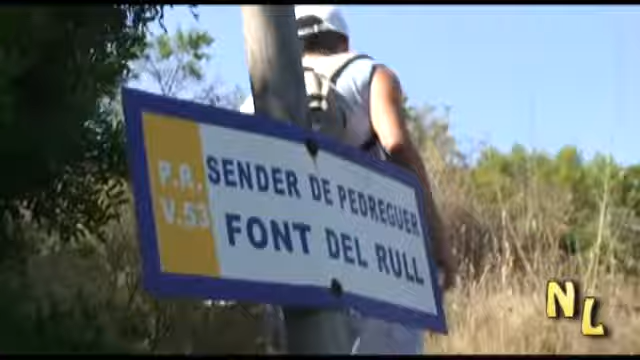 P.R.
V.53
SENDER DE PEDREGUER
FONT DEL RULL
NL